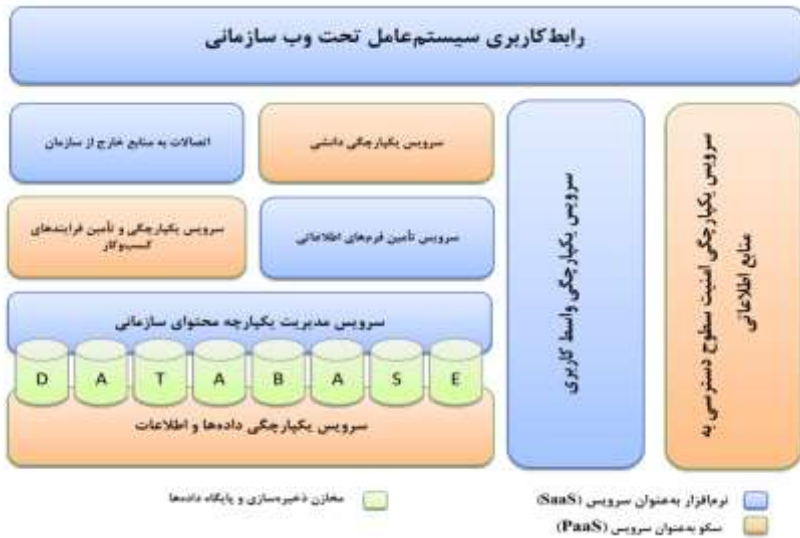 رابط‌کاربری سیستم‌عامل تحت وب سازمانی
سرویس یکپارچگی امنیت سطوح دسترسی به
منابع اطلاعاتی
سرویس یکپارچگی واسط کاربری
سرویس یکپارچگی دانشی
اتصالات به منابع خارج از سازمان
سرویس تأمین فرم‌های اطلاعاتی
سرویس یکپارچگی و تأمین فرایندهای
کسب‌وکار
سرویس مدیریت یکپارچه محتوای سازمانی
D A T A B A S E
سرویس یکپارچگی داده‌ها و اطلاعات
نرم‌افزار به‌عنوان سرویس (SaaS)
مخازن ذخیره‌سازی و پایگاه داده‌ها
سکو به‌عنوان سرویس (PaaS)